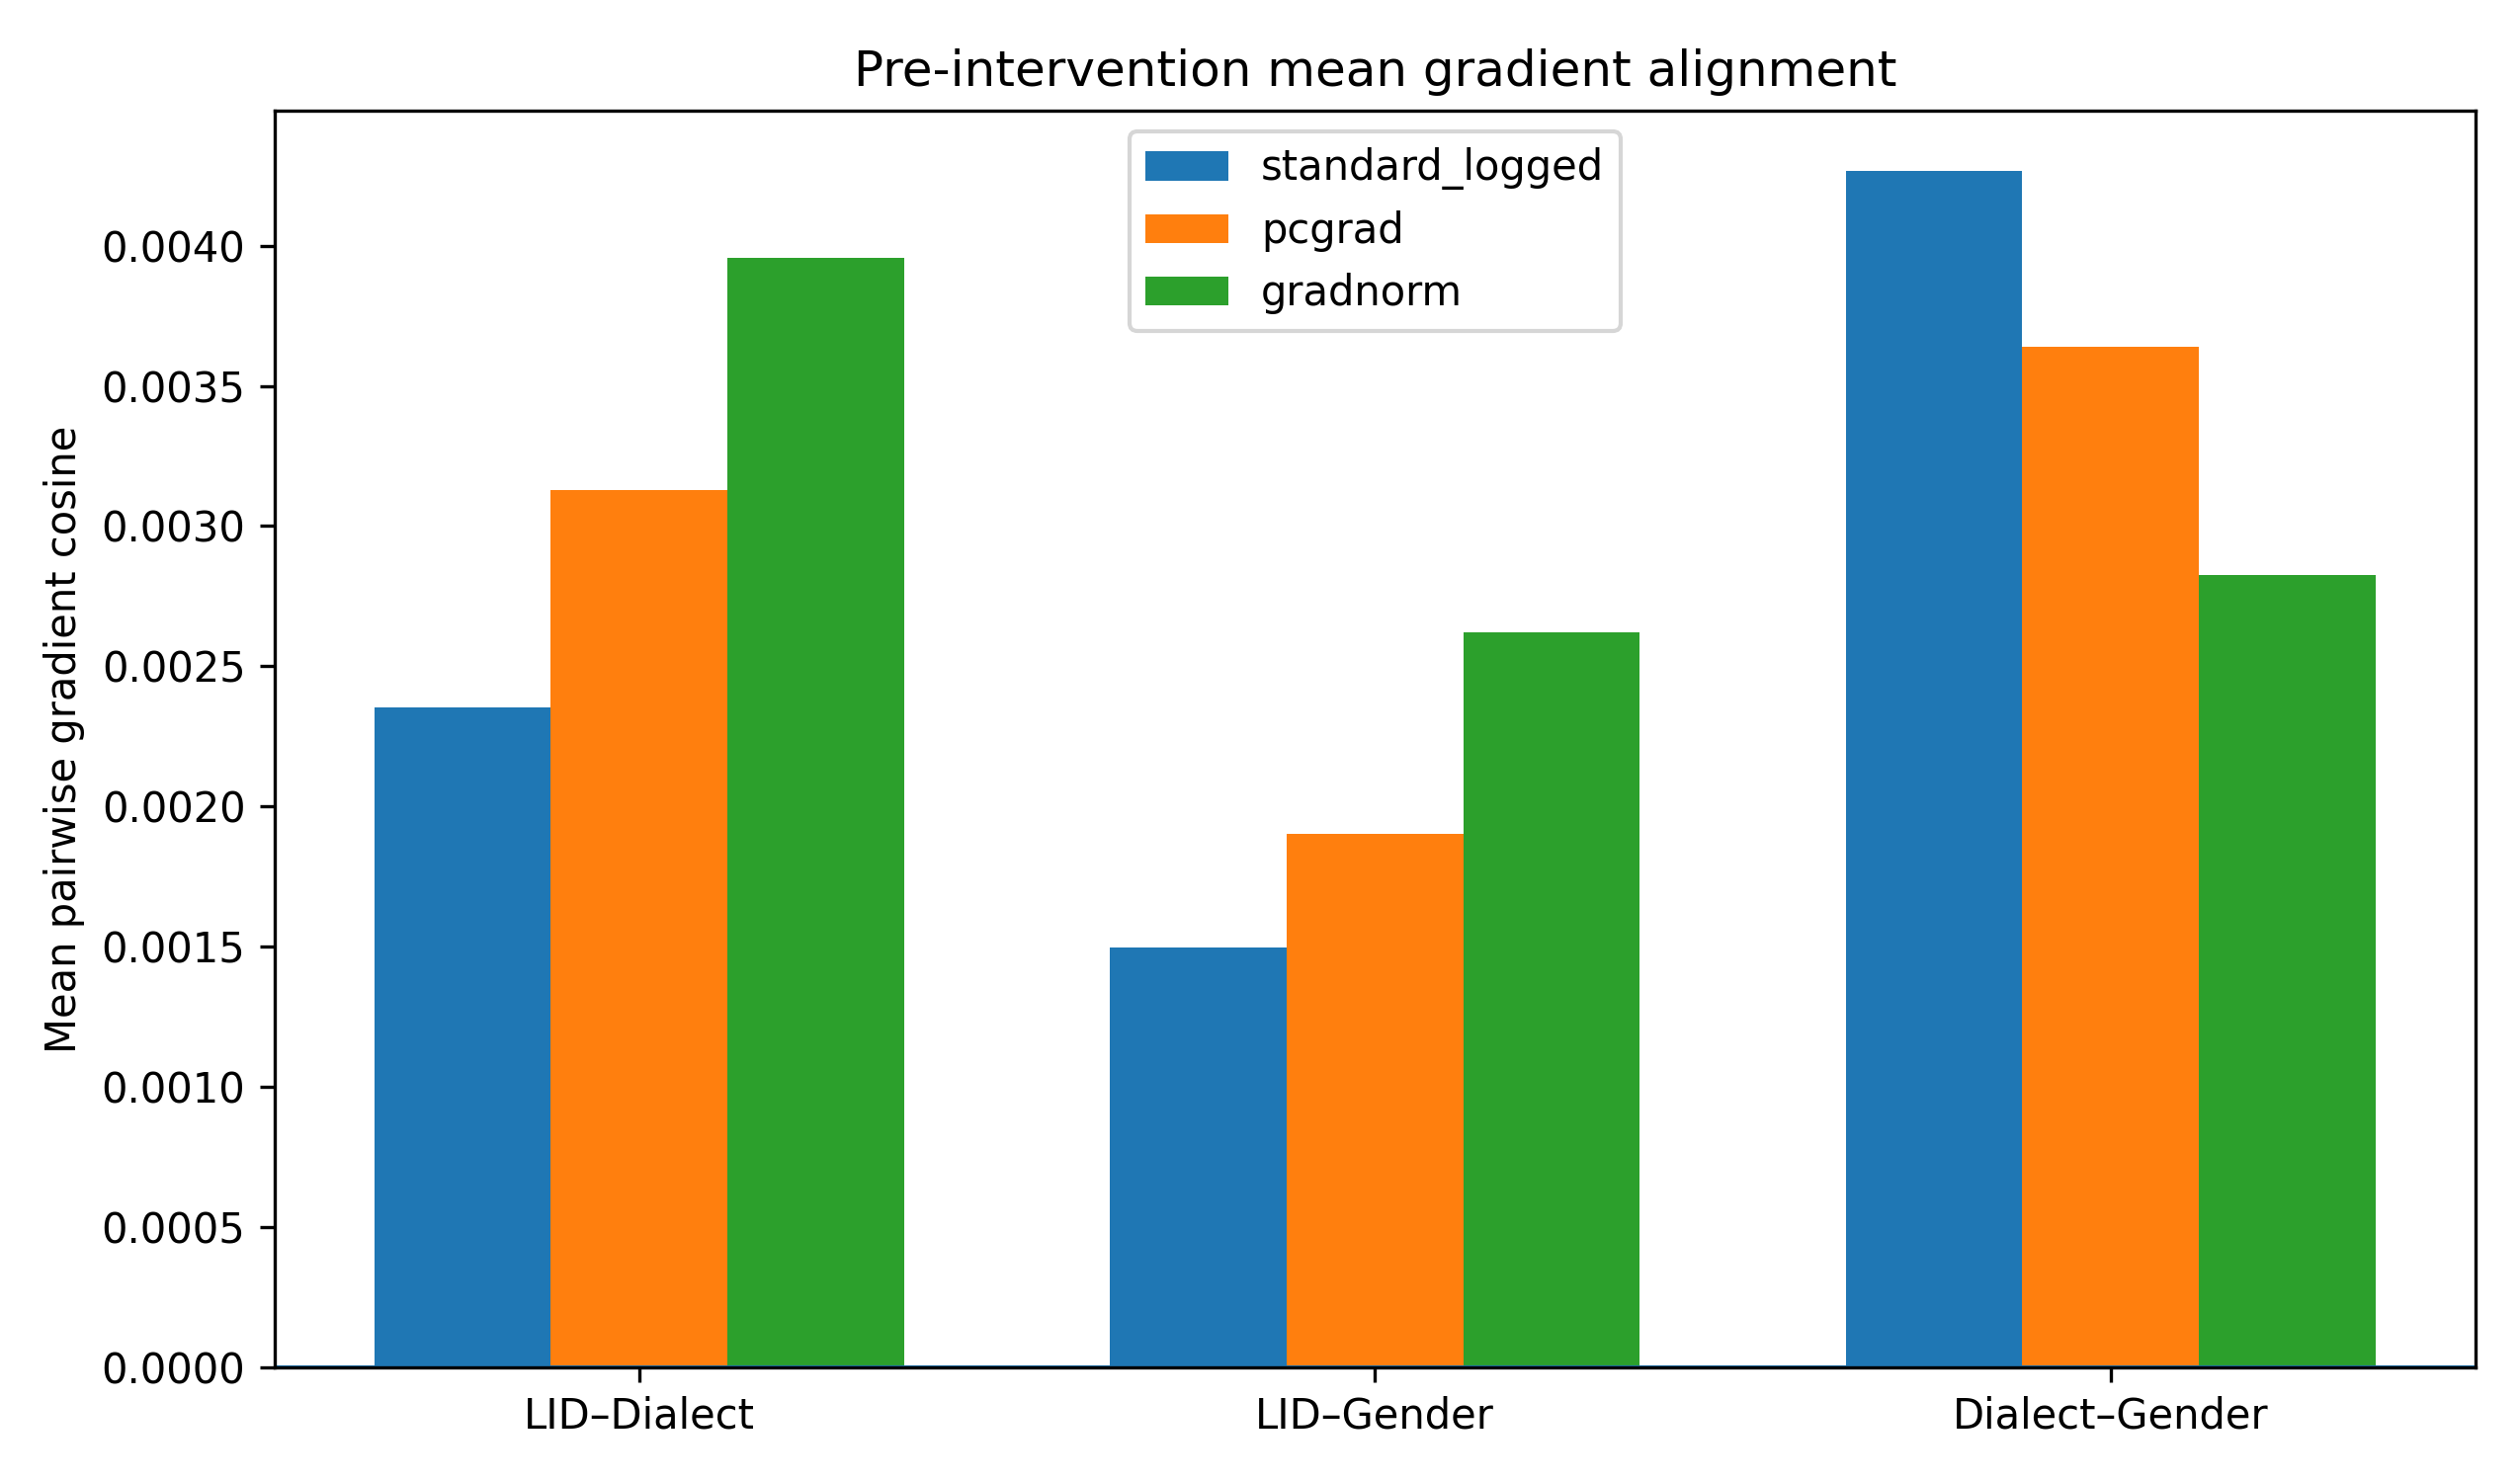 Pre-intervention mean gradient alignment
standard_logged
pcgrad
gradnorm
Mean pairwise gradient cosine
0.0040
0.0035
0.0030
0.0025
0.0020
0.0015
0.0010
0.0005
0.0000
LID–Dialect
LID–Gender
Dialect–Gender